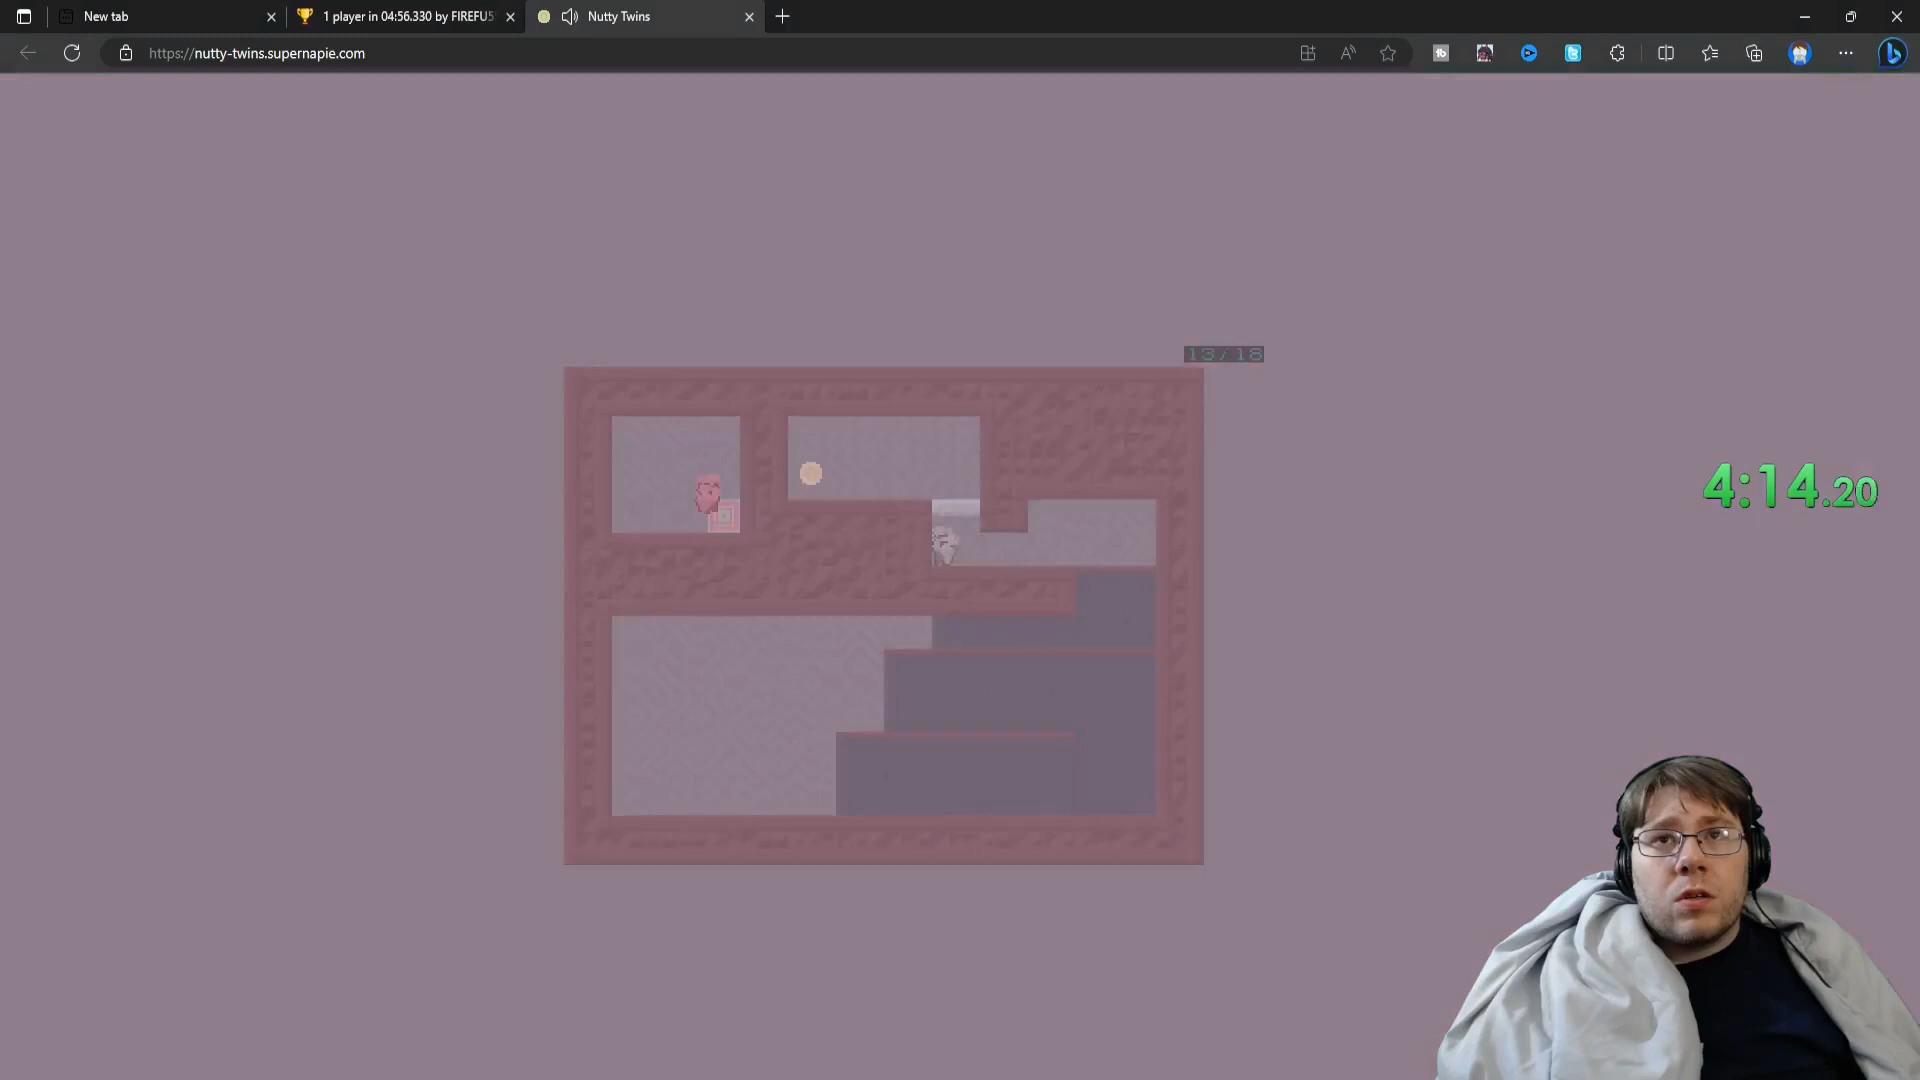 New tab
1 player in 04:56.330 by FIREFU5
Nutty Twins
https://nutty-twins.supernapie.com
13/18
4:14.20